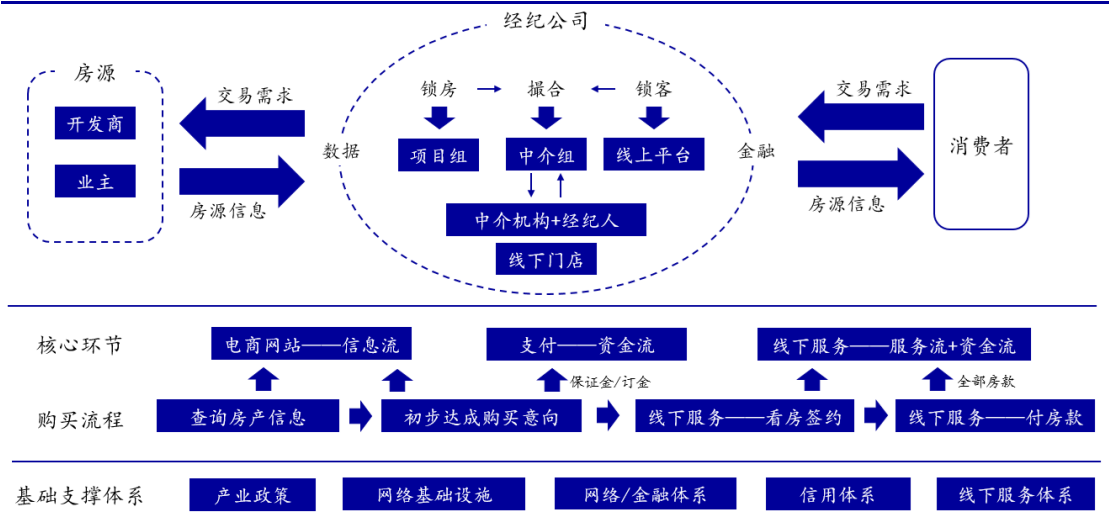 经纪公司
房源
开发商
业主
交易需求
房源信息
数据
锁房
撮合
锁客
项目组
中介组
线上平台
中介机构+经纪人
线下门店
金融
交易需求
房源信息
消费者
核心环节
电商网站——信息流
支付——资金流
线下服务——服务流+资金流
保证金/订金
全部房款
购买流程
查询房产信息
初步达成购买意向
线下服务——看房签约
线下服务——付房款
基础支撑体系
产业政策
网络基础设施
网络/金融体系
信用体系
线下服务体系